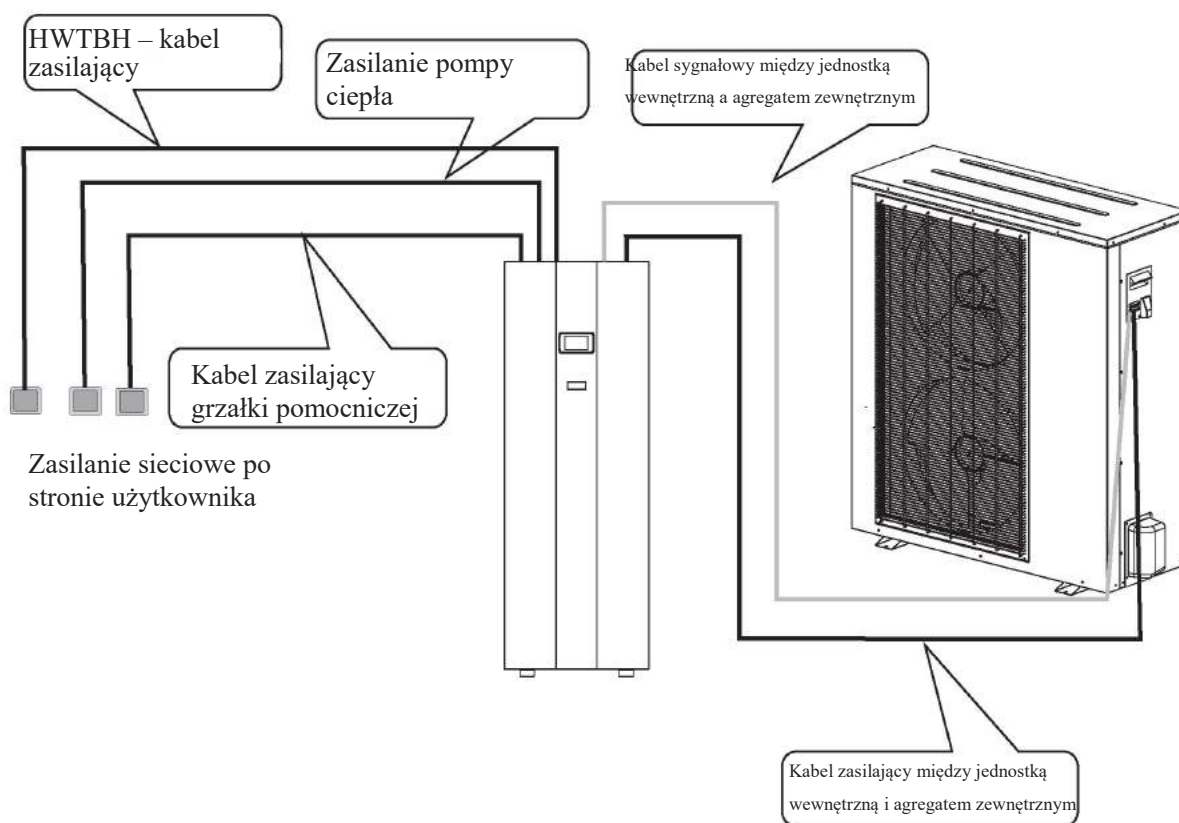 HWTBH – kabel
zasilający
Zasilanie pompy
ciepła
Kabel sygnałowy między jednostką
wewnętrzną a agregatem zewnętrznym
Kabel zasilający
grzałki pomocniczej
Zasilanie sieciowe po
stronie użytkownika
Kabel zasilający między jednostką
wewnętrzną i agregatem zewnętrznym